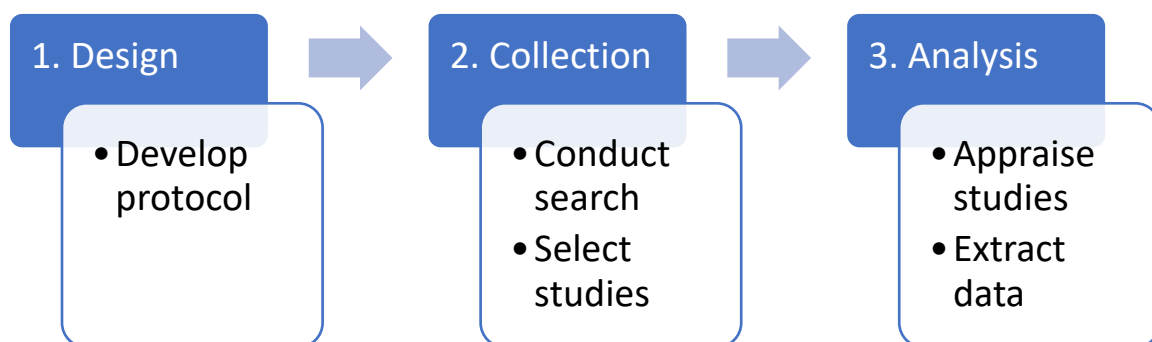 1. Design
• Develop
protocol
2. Collection
• Conduct
search
• Select
studies
3. Analysis
• Appraise
studies
• Extract
data